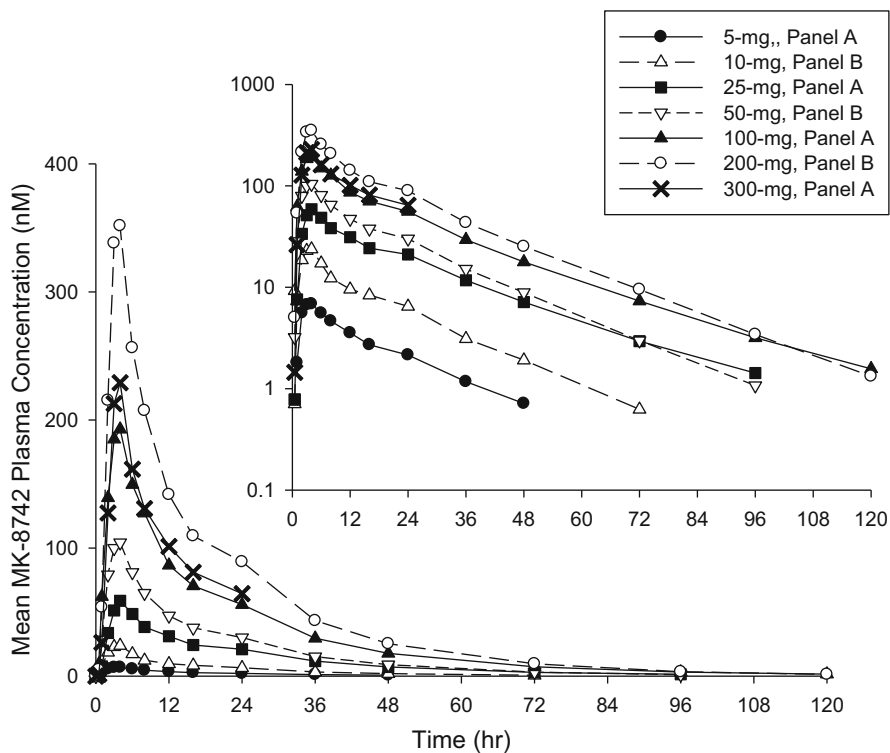 5-mg,, Panel A
10-mg, Panel B
25-mg, Panel A
50-mg, Panel B
100-mg, Panel A
200-mg, Panel B
300-mg, Panel A
1000
100
10
1
0.1
0 12 24 36 48 60 72 84 96 108 120
Mean MK-8742 Plasma Concentration (nM)
400
300
200
100
0
0 12 24 36 48 60 72 84 96 108 120
Time (hr)